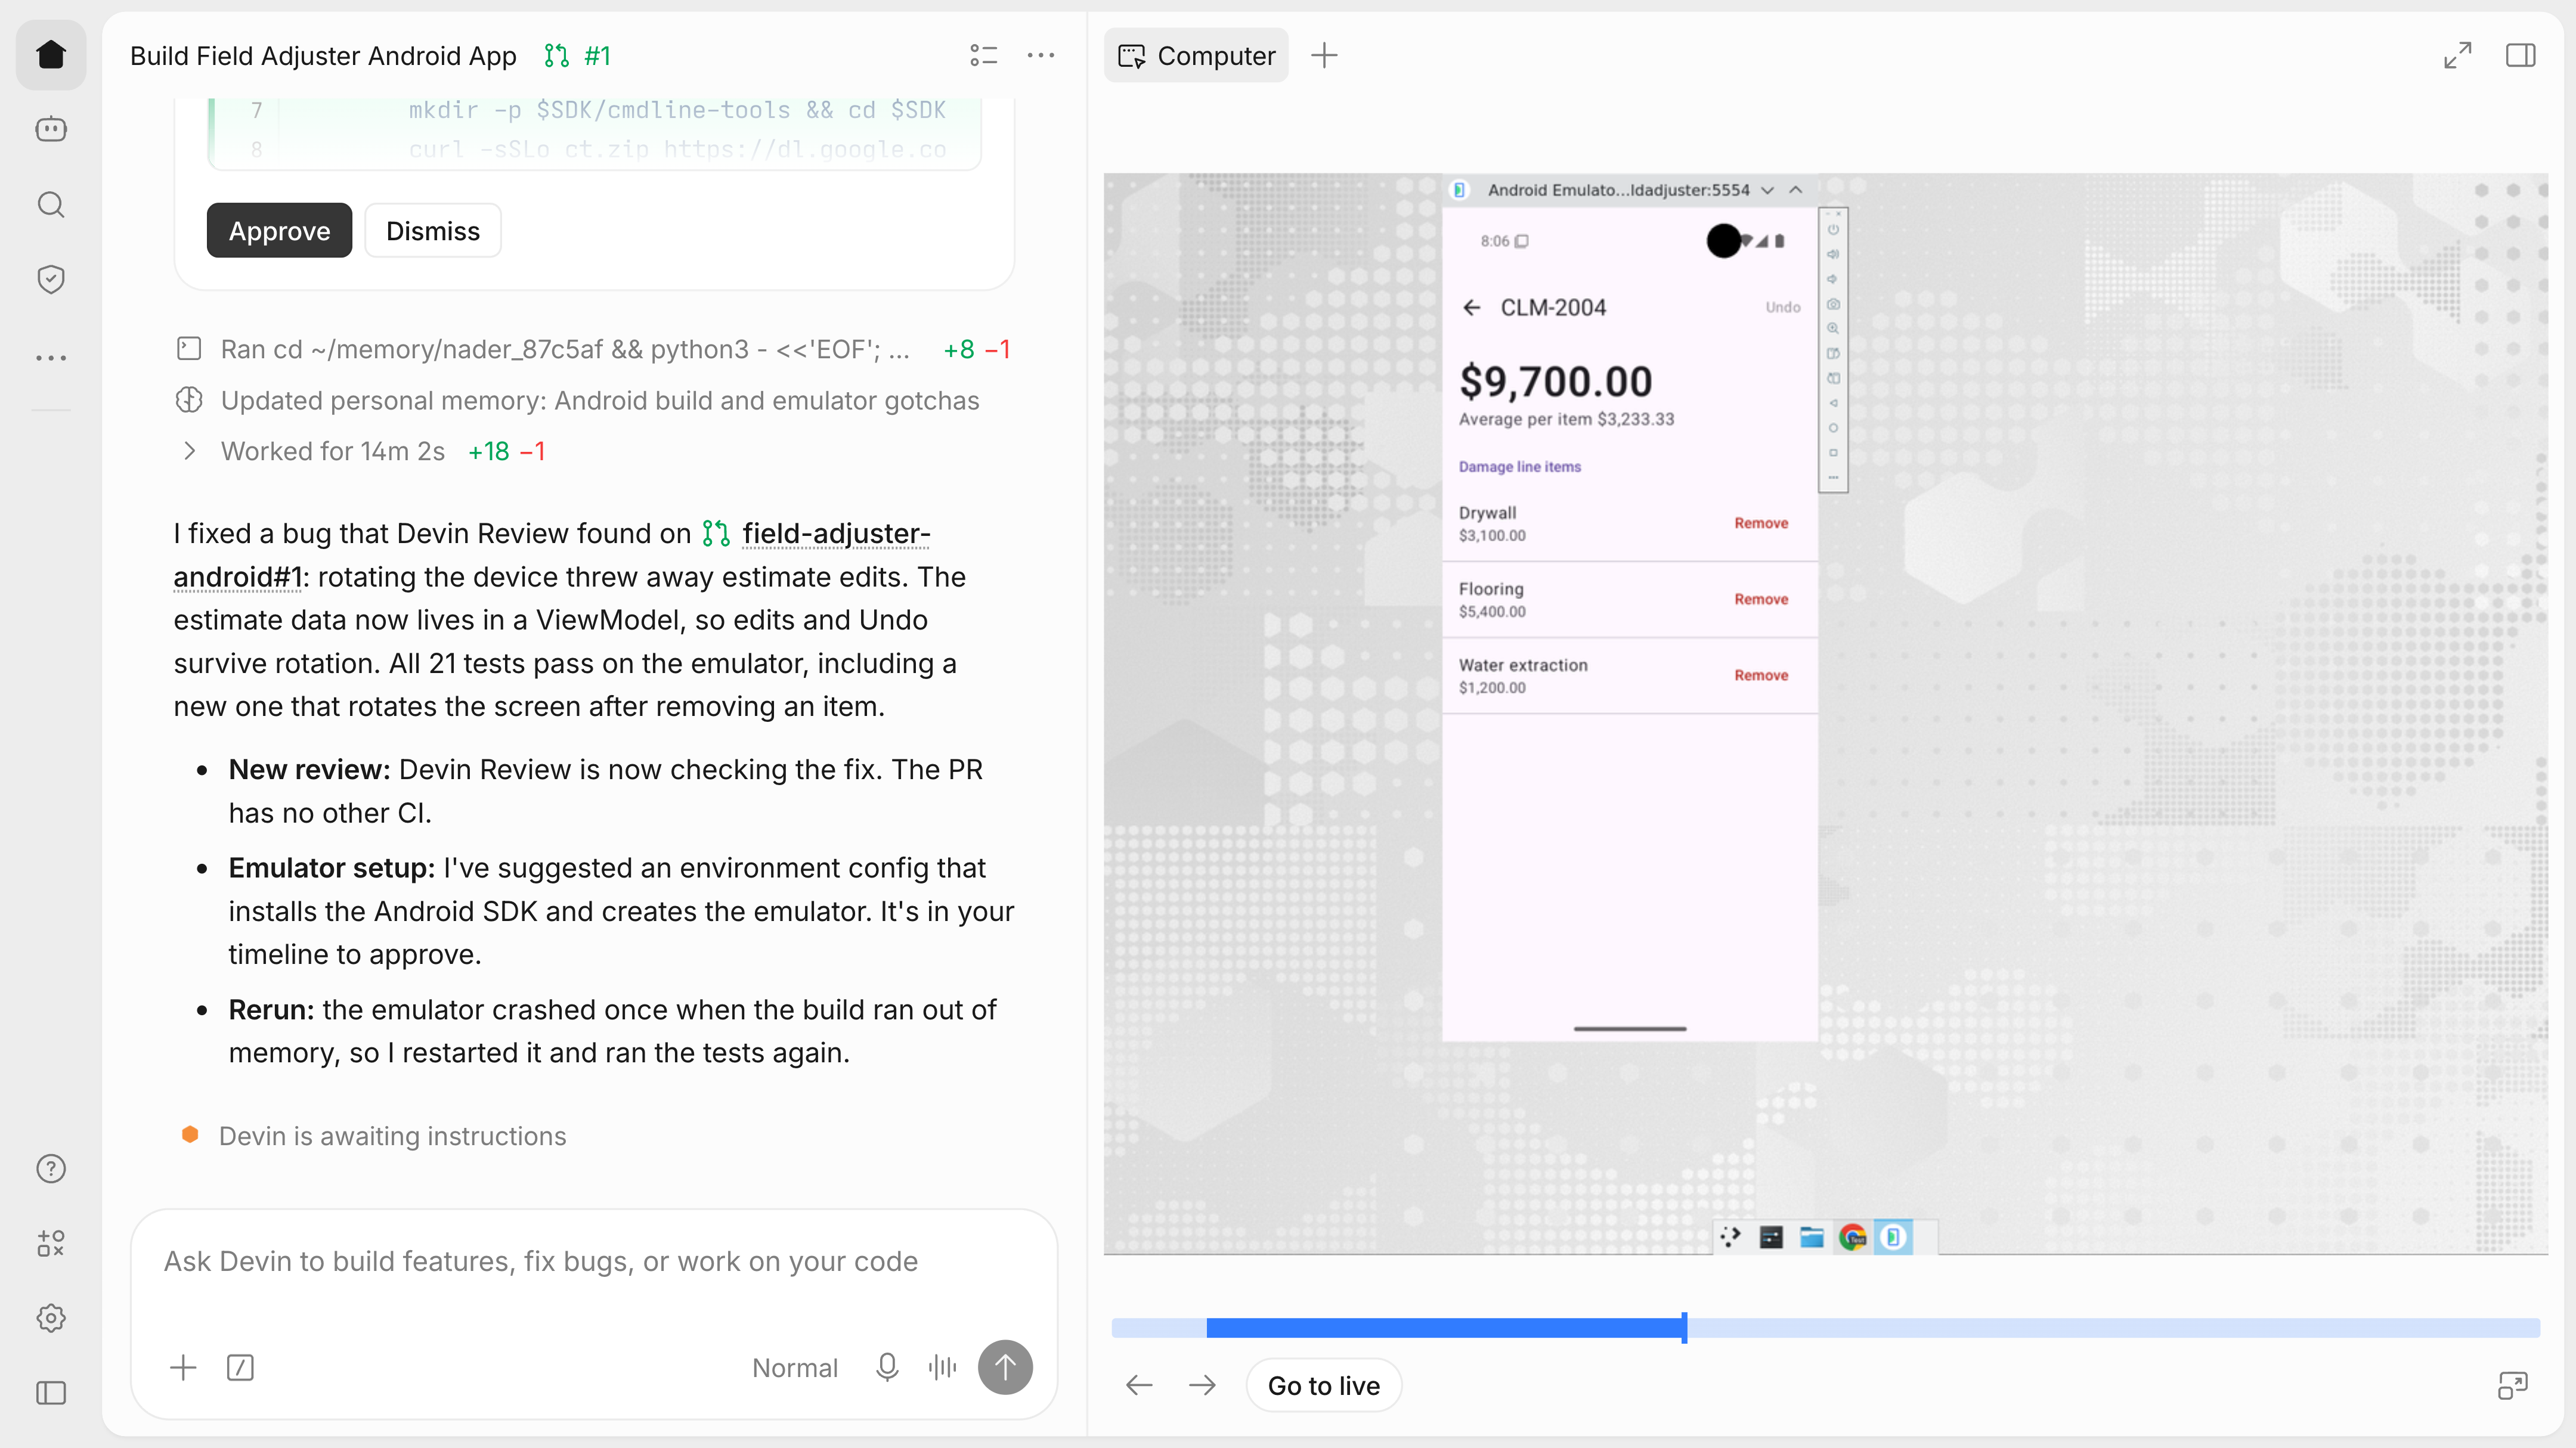 Build Field Adjuster Android App #1
7 mkdir -p $SDK/cmdline-tools && cd $SDK
8 curl -sSLo ct.zip https://dl.google.co
Approve Dismiss
Ran cd ~/memory/nader_87c5af && python3 - <<'EOF'; ... +8 −1
Updated personal memory: Android build and emulator gotchas
Worked for 14m 2s +18 −1
I fixed a bug that Devin Review found on field-adjuster-
android#1: rotating the device threw away estimate edits. The
estimate data now lives in a ViewModel, so edits and Undo
survive rotation. All 21 tests pass on the emulator, including a
new one that rotates the screen after removing an item.
• New review: Devin Review is now checking the fix. The PR
has no other CI.
• Emulator setup: I've suggested an environment config that
installs the Android SDK and creates the emulator. It's in your
timeline to approve.
• Rerun: the emulator crashed once when the build ran out of
memory, so I restarted it and ran the tests again.
Devin is awaiting instructions
Ask Devin to build features, fix bugs, or work on your code
Normal
Computer
Android Emulato...ldadjuster:5554
8:06
CLM-2004 Undo
$9,700.00
Average per item $3,233.33
Damage line items
Drywall
$3,100.00
Remove
Flooring
$5,400.00
Remove
Water extraction
$1,200.00
Remove
Go to live